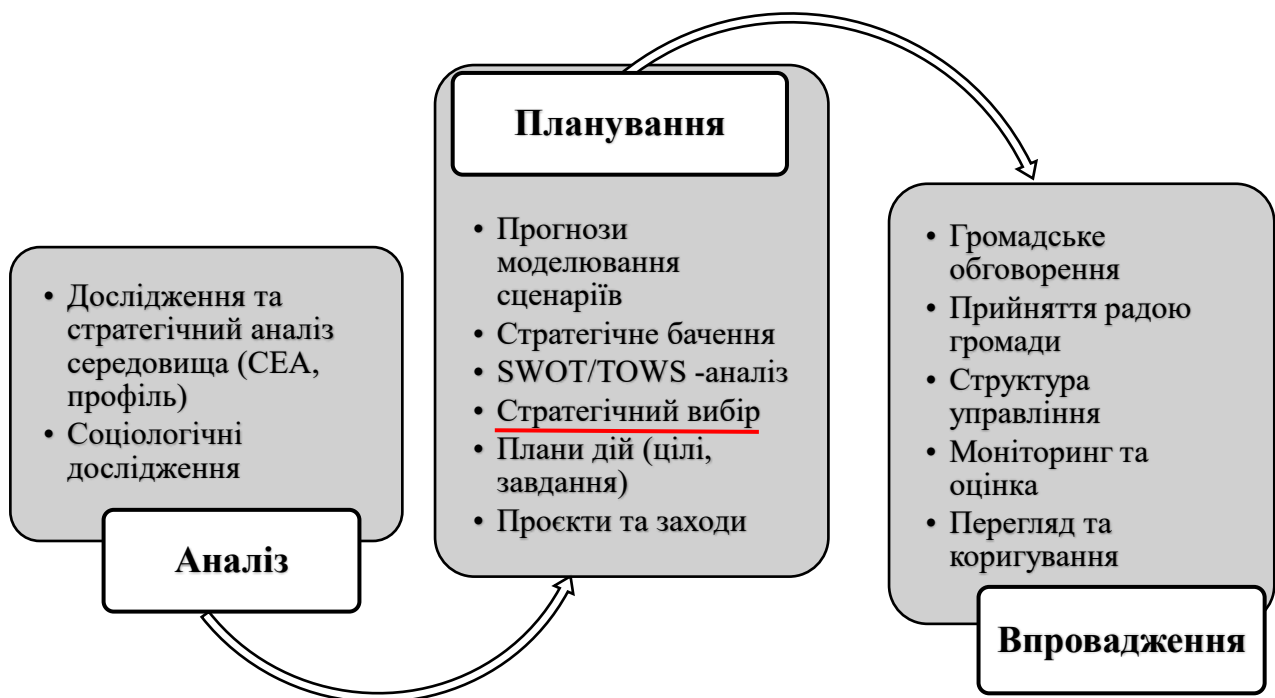 • Дослідження та
стратегічний аналіз
середовища (СЕА,
профіль)
• Соціологічні
дослідження
Аналіз
Планування
• Прогнози
моделювання
сценаріїв
• Стратегічне бачення
• SWOT/TOWS -аналіз
• Стратегічний вибір
• Плани дій (цілі,
завдання)
• Проєкти та заходи
• Громадське
обговорення
• Прийняття радою
громади
• Структура
управління
• Моніторинг та
оцінка
• Перегляд та
коригування
Впровадження